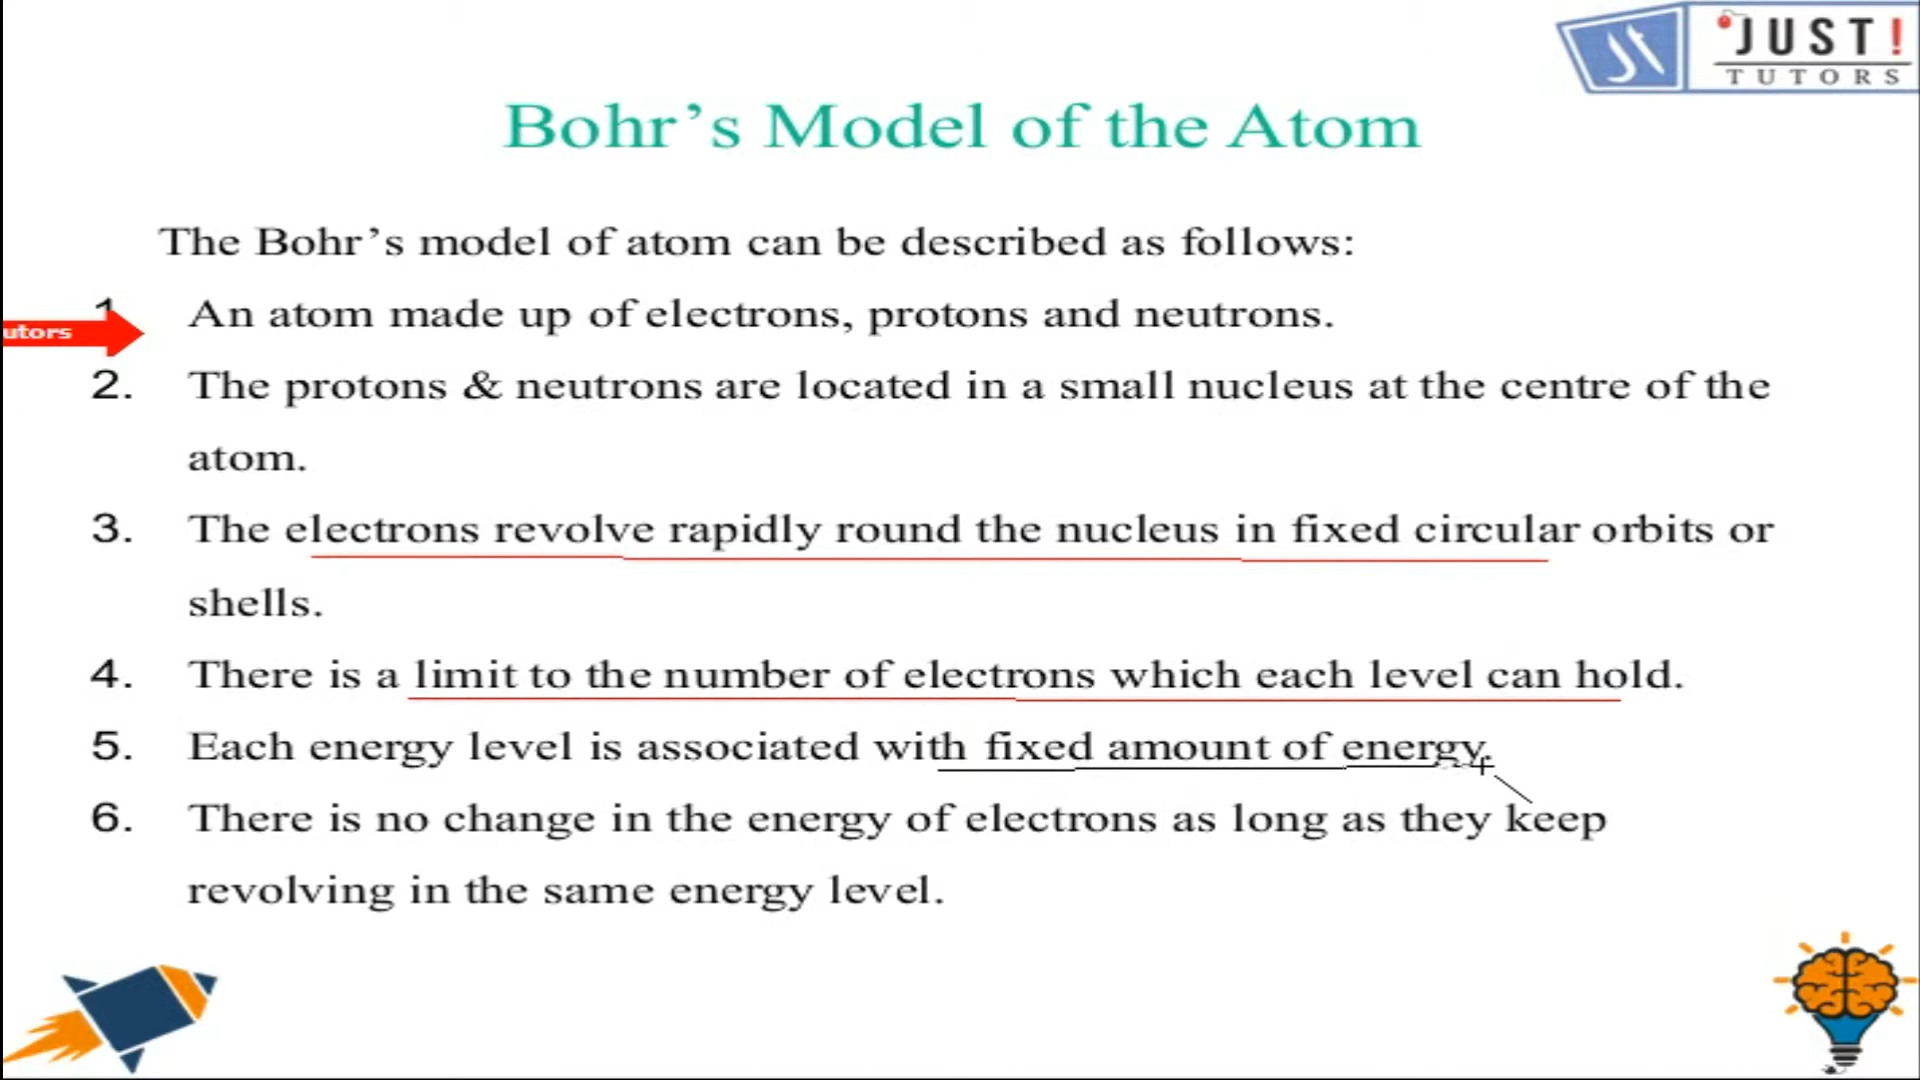 JUST!
TUTORS
Bohr's Model of the Atom
The Bohr's model of atom can be described as follows:
1. An atom made up of electrons, protons and neutrons.
utors
2. The protons & neutrons are located in a small nucleus at the centre of the
atom.
3. The electrons revolve rapidly round the nucleus in fixed circular orbits or
shells.
4. There is a limit to the number of electrons which each level can hold.
5. Each energy level is associated with fixed amount of energy.
6. There is no change in the energy of electrons as long as they keep
revolving in the same energy level.